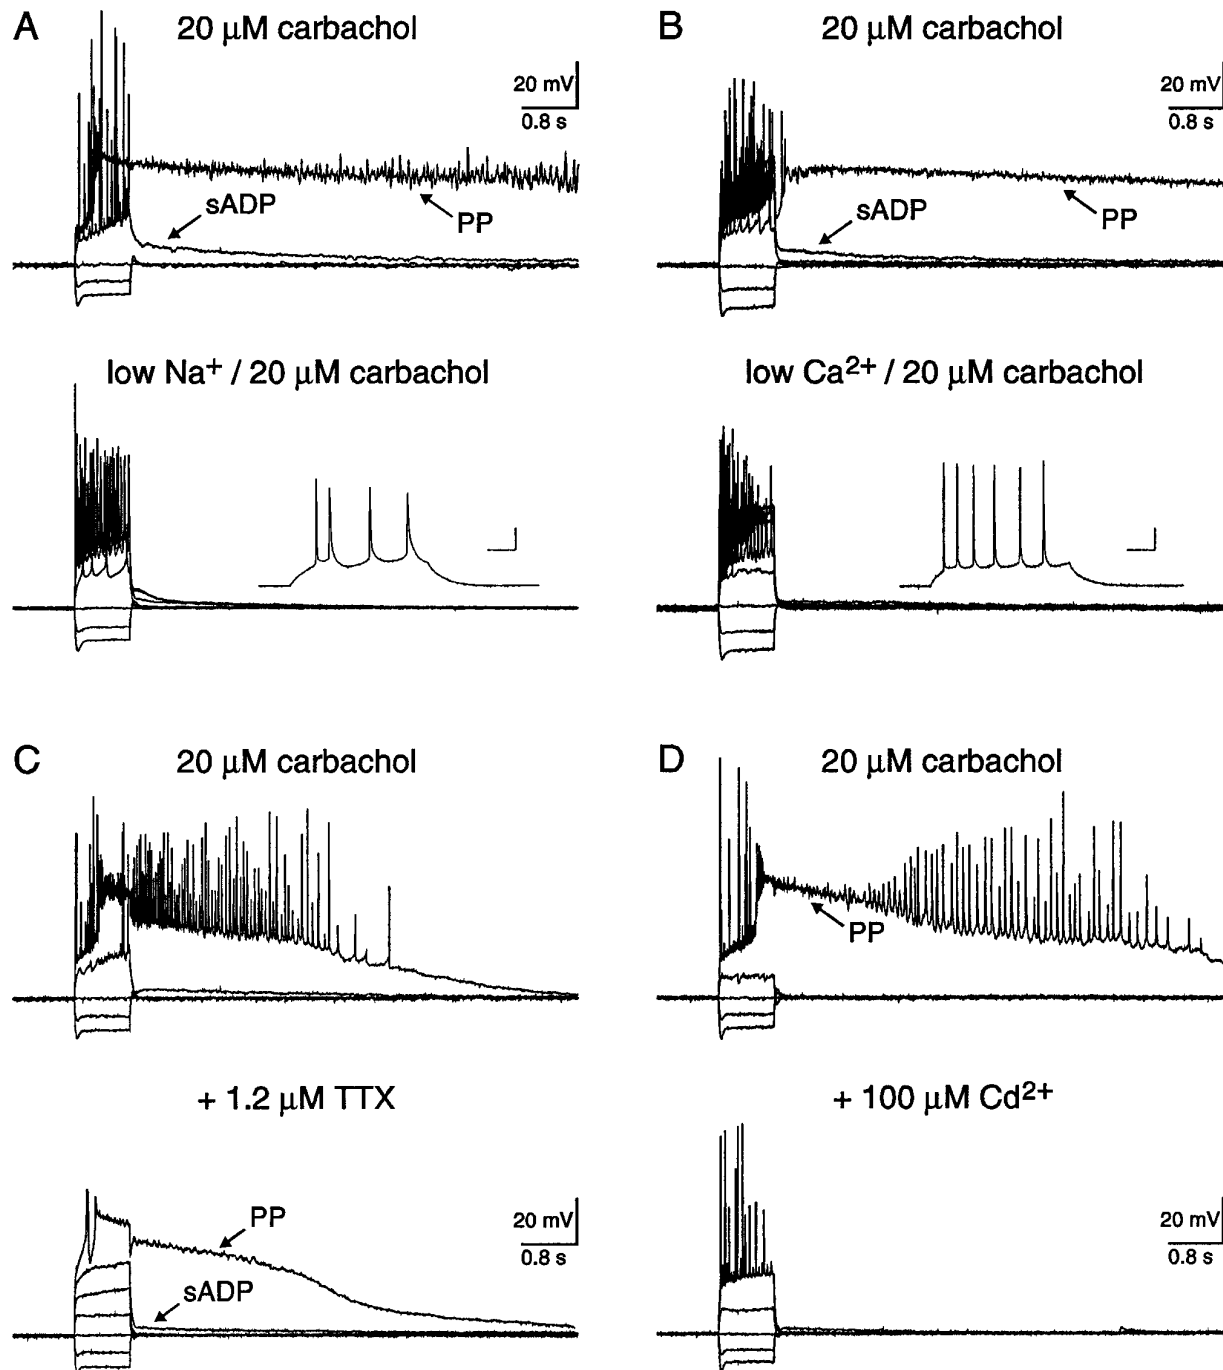 A
20 μM carbachol
20 mV
0.8 s
sADP
PP
B
20 μM carbachol
20 mV
0.8 s
sADP
PP
low Na+ / 20 μM carbachol
low Ca2+ / 20 μM carbachol
C
20 μM carbachol
D
20 μM carbachol
PP
+ 1.2 μM TTX
PP
sADP
20 mV
0.8 s
+ 100 μM Cd2+
20 mV
0.8 s